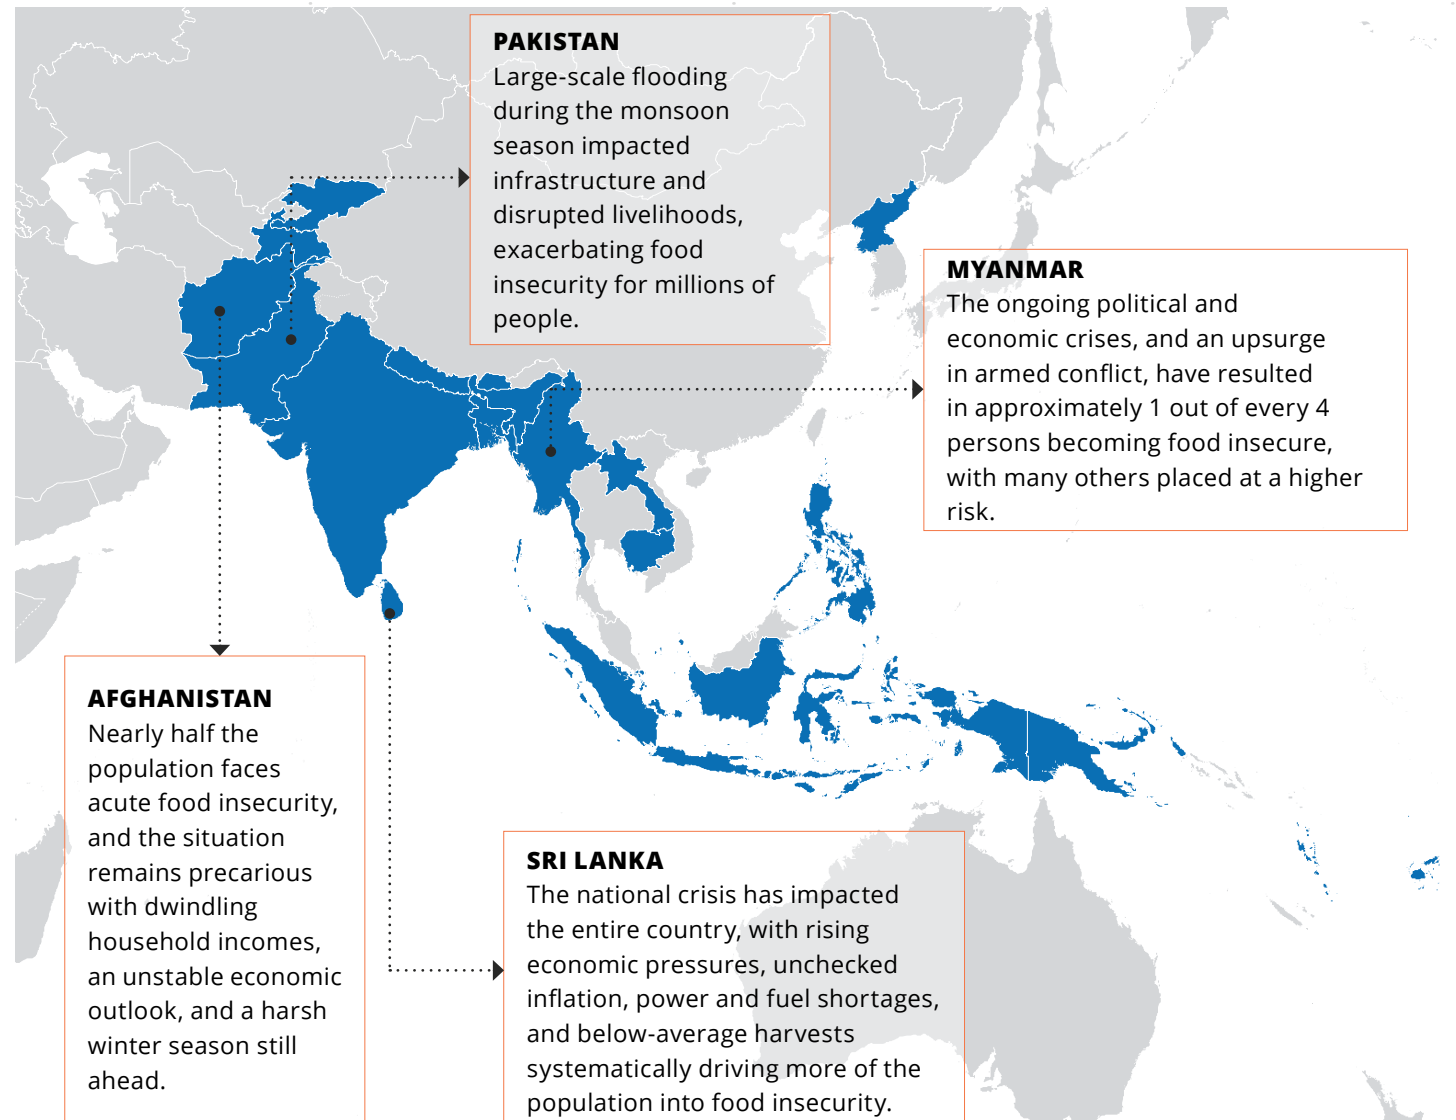 PAKISTAN
Large-scale flooding
during the monsoon
season impacted
infrastructure and
disrupted livelihoods,
exacerbating food
insecurity for millions of
people.
MYANMAR
The ongoing political and
economic crises, and an upsurge
in armed conflict, have resulted
in approximately 1 out of every 4
persons becoming food insecure,
with many others placed at a higher
risk.
AFGHANISTAN
Nearly half the
population faces
acute food insecurity,
and the situation
remains precarious
with dwindling
household incomes,
an unstable economic
outlook, and a harsh
winter season still
ahead.
SRI LANKA
The national crisis has impacted
the entire country, with rising
economic pressures, unchecked
inflation, power and fuel shortages,
and below-average harvests
systematically driving more of the
population into food insecurity.